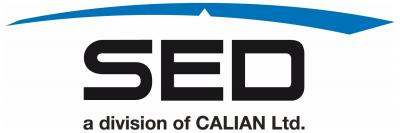 SED
a division of CALIAN Ltd.